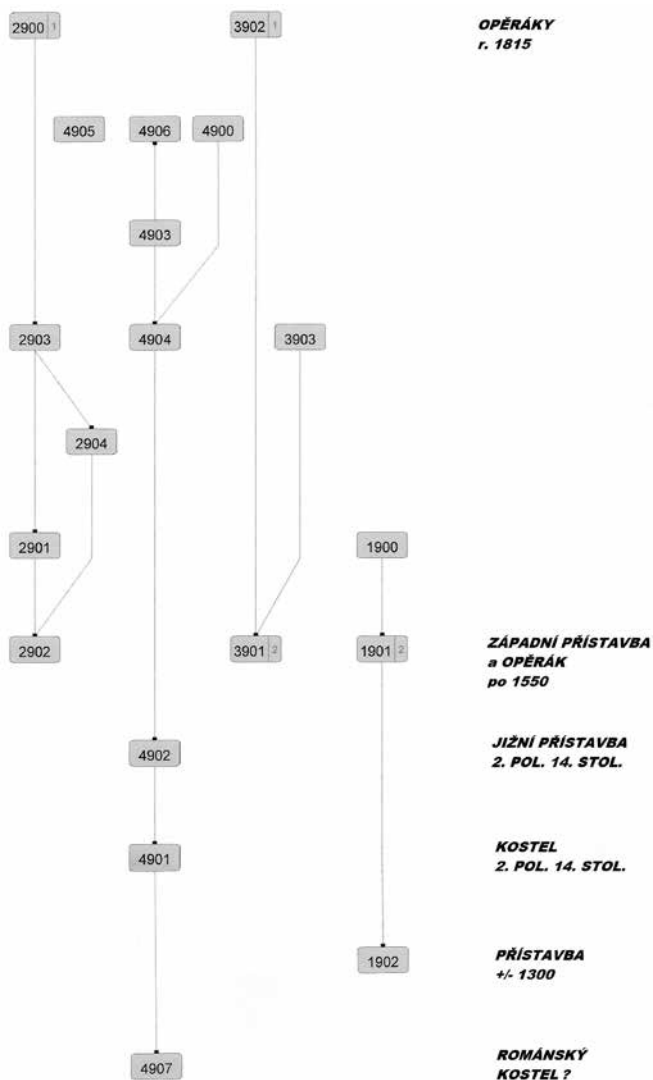 2900 1
3902 1
OPĚRÁKY
r. 1815
4905
4906
4900
4903
2903
4904
3903
2904
2901
1900
2902
3901 2
1901 2
ZÁPADNÍ PŘÍSTAVBA
a OPĚRÁK
po 1550
4902
JIŽNÍ PŘÍSTAVBA
2. POL. 14. STOL.
4901
KOSTEL
2. POL. 14. STOL.
1902
PŘÍSTAVBA
+/- 1300
4907
ROMÁNSKÝ
KOSTEL ?